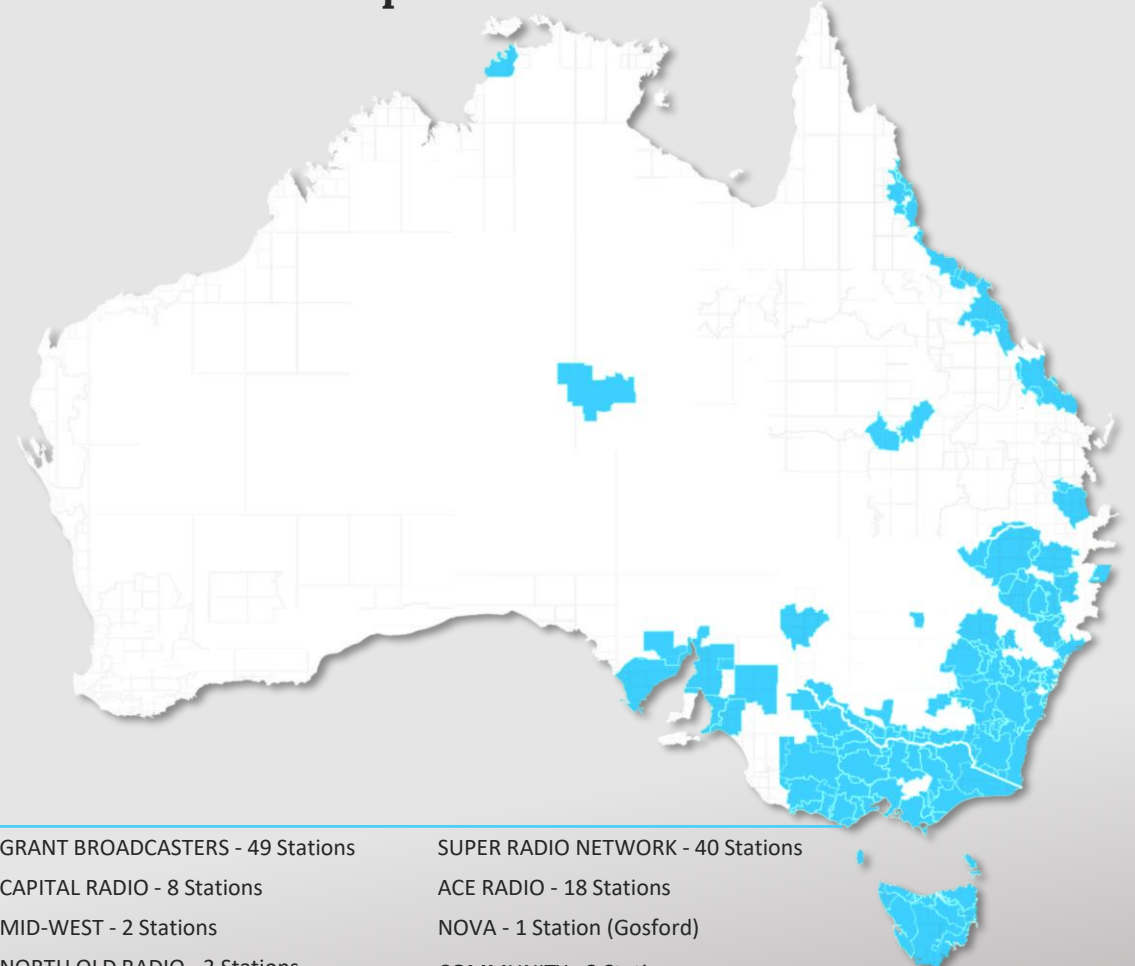 GRANT BROADCASTERS - 49 Stations
CAPITAL RADIO - 8 Stations
MID-WEST - 2 Stations
SUPER RADIO NETWORK - 40 Stations
ACE RADIO - 18 Stations
NOVA - 1 Station (Gosford)